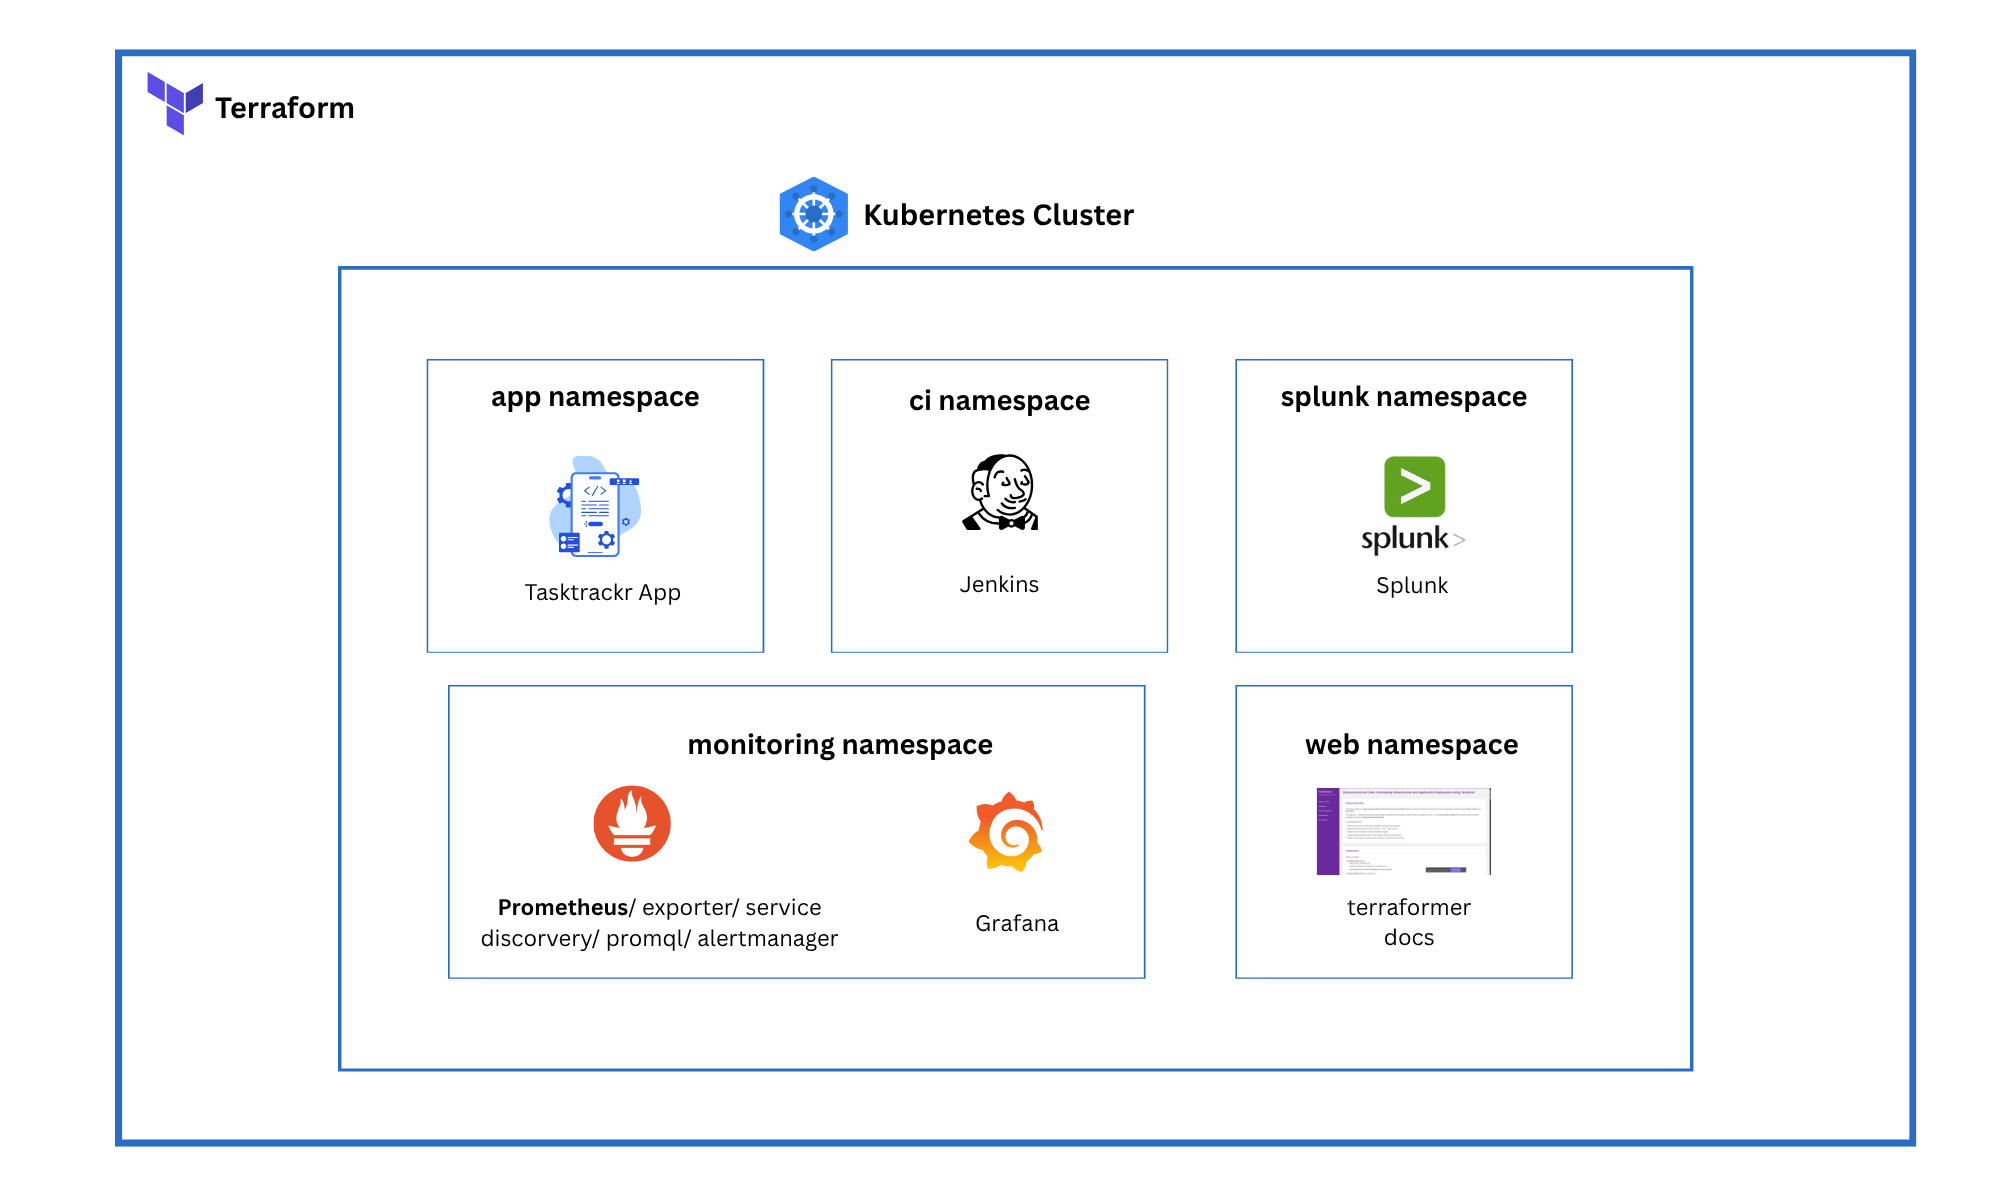 Terraform
Kubernetes Cluster
app namespace
ci namespace
splunk namespace
splunk>
Tasktrackr App
Jenkins
Splunk
monitoring namespace
web namespace
Prometheus/ exporter/ service
discorvery/ promql/ alertmanager
Grafana
terraformer
docs